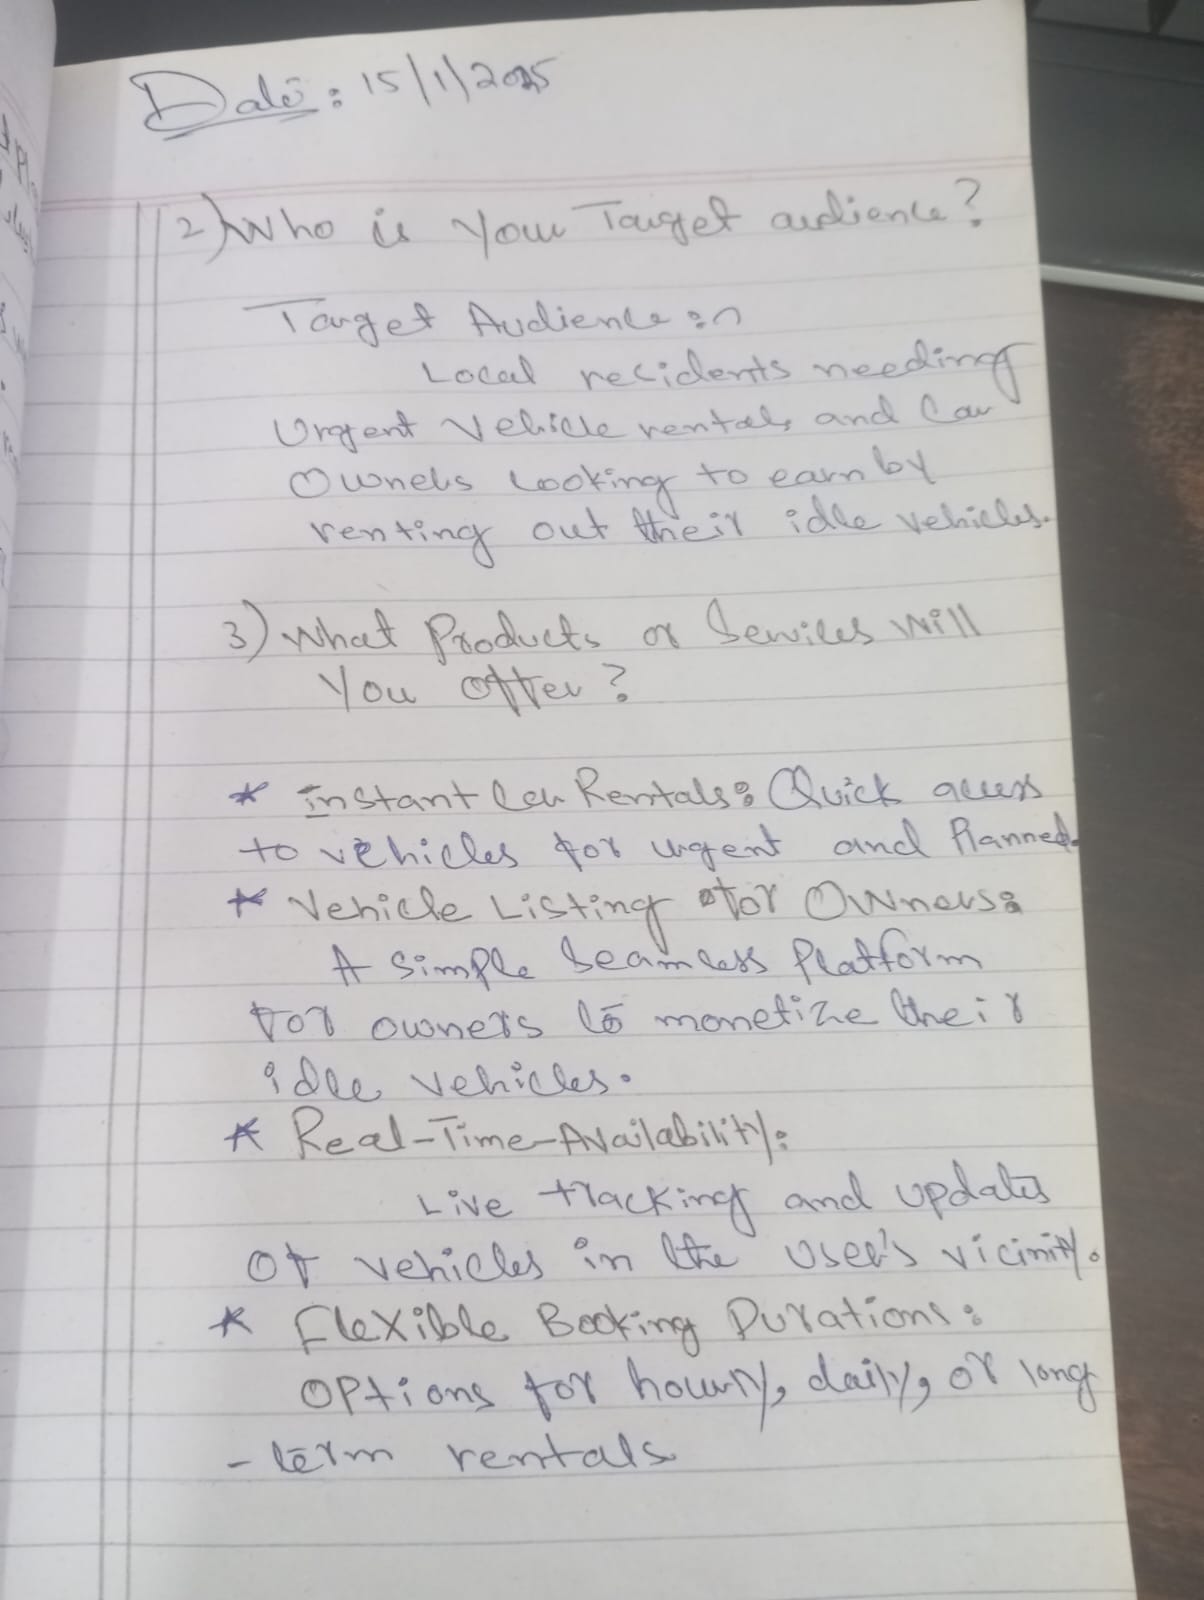 Date: 15/1/2025
2) Who is Your Target audience?
Target Audience:
Local residents needing
Urgent Vehicle rentals and Car
Owners Looking to earn by
renting out their idle vehicles.
3) What Products or Services Will
You offer?
* instant Car Rentals: Quick access
to vehicles for urgent and Planned.
* Vehicle Listing for Owners:
A simple seamless Platform
for owners to monetize their
idle vehicles.
* Real-Time-Availability:
Live tracking and updates
of vehicles in the user's vicinity.
* Flexible Booking Durations:
Options for hourly, daily, or long
-term rentals